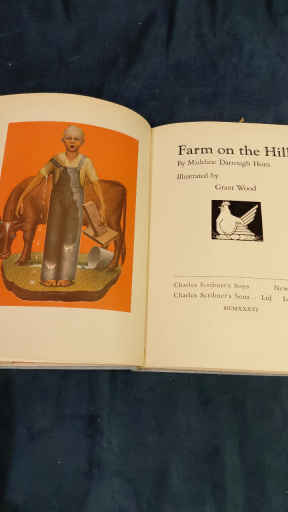 Farm on the Hill
By Madeline Darrough Horn
Illustrated by
Grant Wood
Charles Scribner's Sons New
Charles Scribner's Sons Ltd
MCMXXXVI